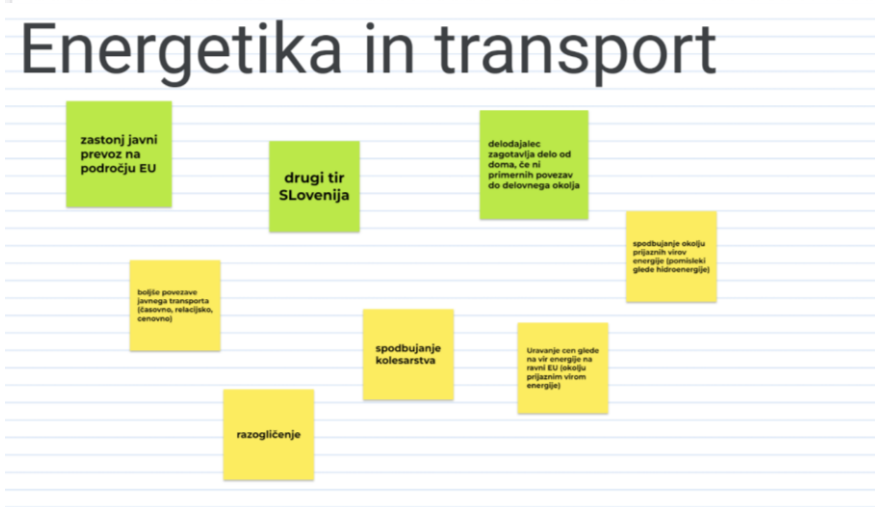 Energetika in transport
zastonj javni
prevoz na
področju EU
drugi tir
SLovenija
delodajalec
zagotavlja delo od
doma, če ni
primernih povezav
do delovnega okolja
spodbujanje okolju
prijaznih virov
energije (pomisleki
glede hidroenergije)
boljše povezave
javnega transporta
(časovno, relacijsko,
cenovno)
spodbujanje
kolesarstva
Uravanje cen glede
na vir energije na
ravni EU (okolju
prijaznim virom
energije)
razogličenje